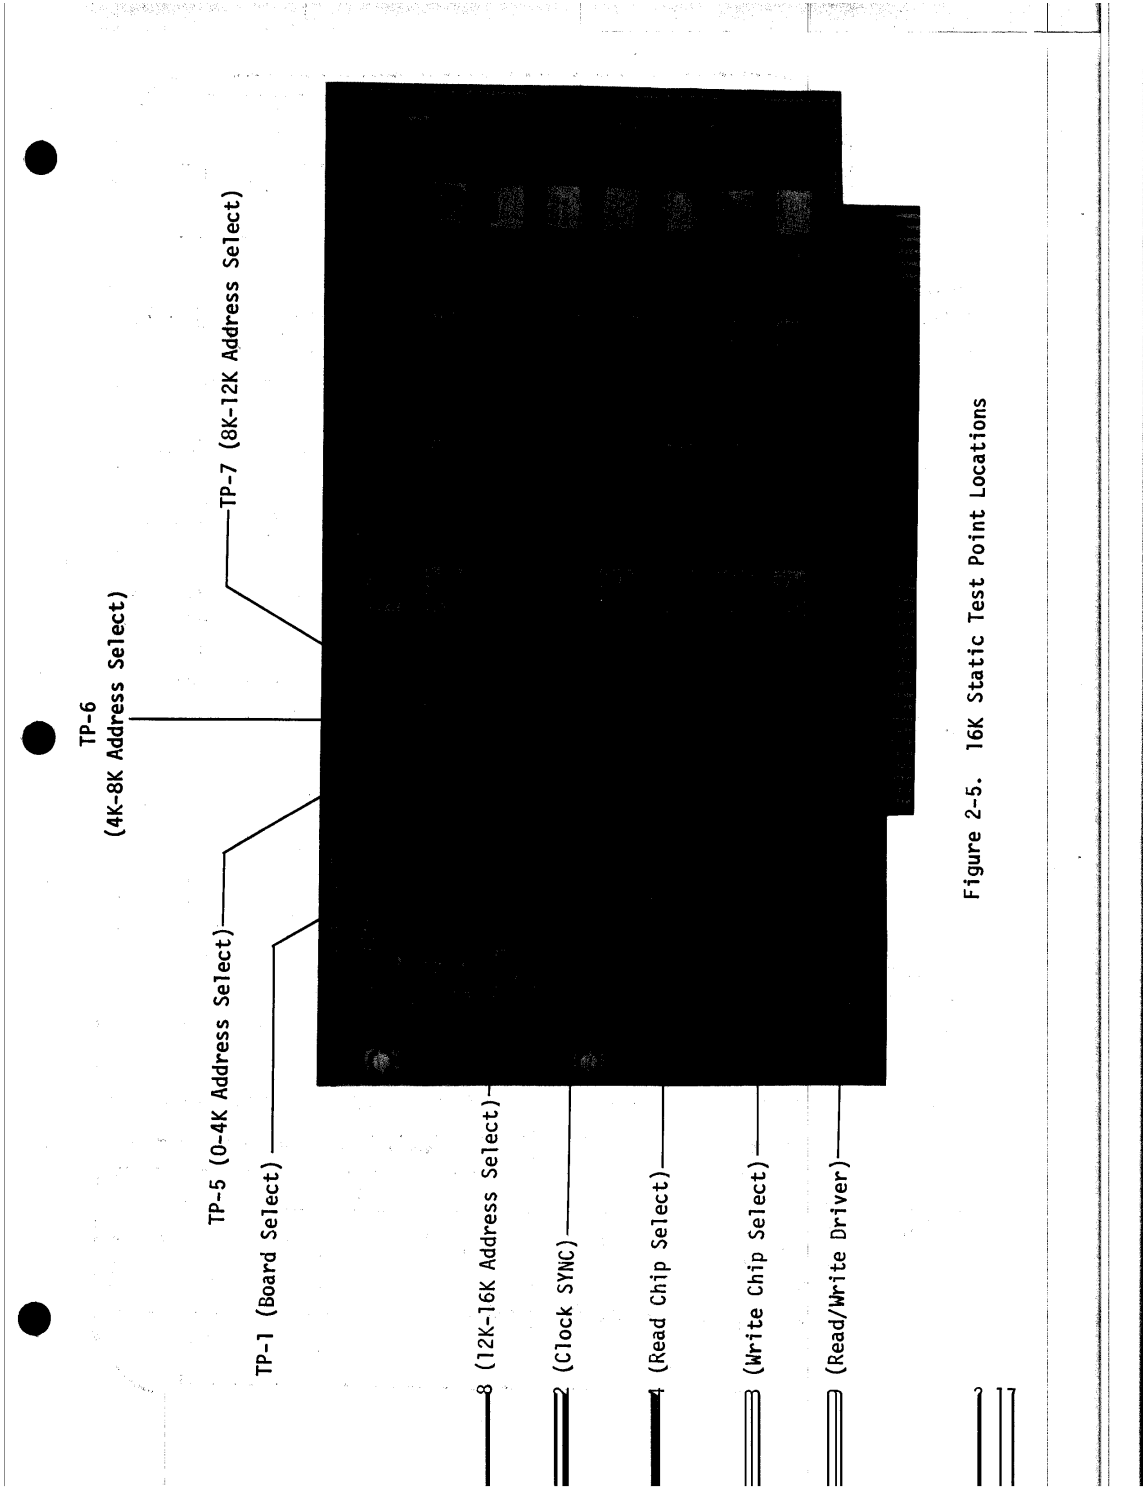 TP-6
(4K-8K Address Select)
TP-7 (8K-12K Address Select)
TP-5 (0-4K Address Select)
TP-1 (Board Select)
8 (12K-16K Address Select)
2 (Clock SYNC)
4 (Read Chip Select)
(Write Chip Select)
(Read/Write Driver)
Figure 2-5. 16K Static Test Point Locations